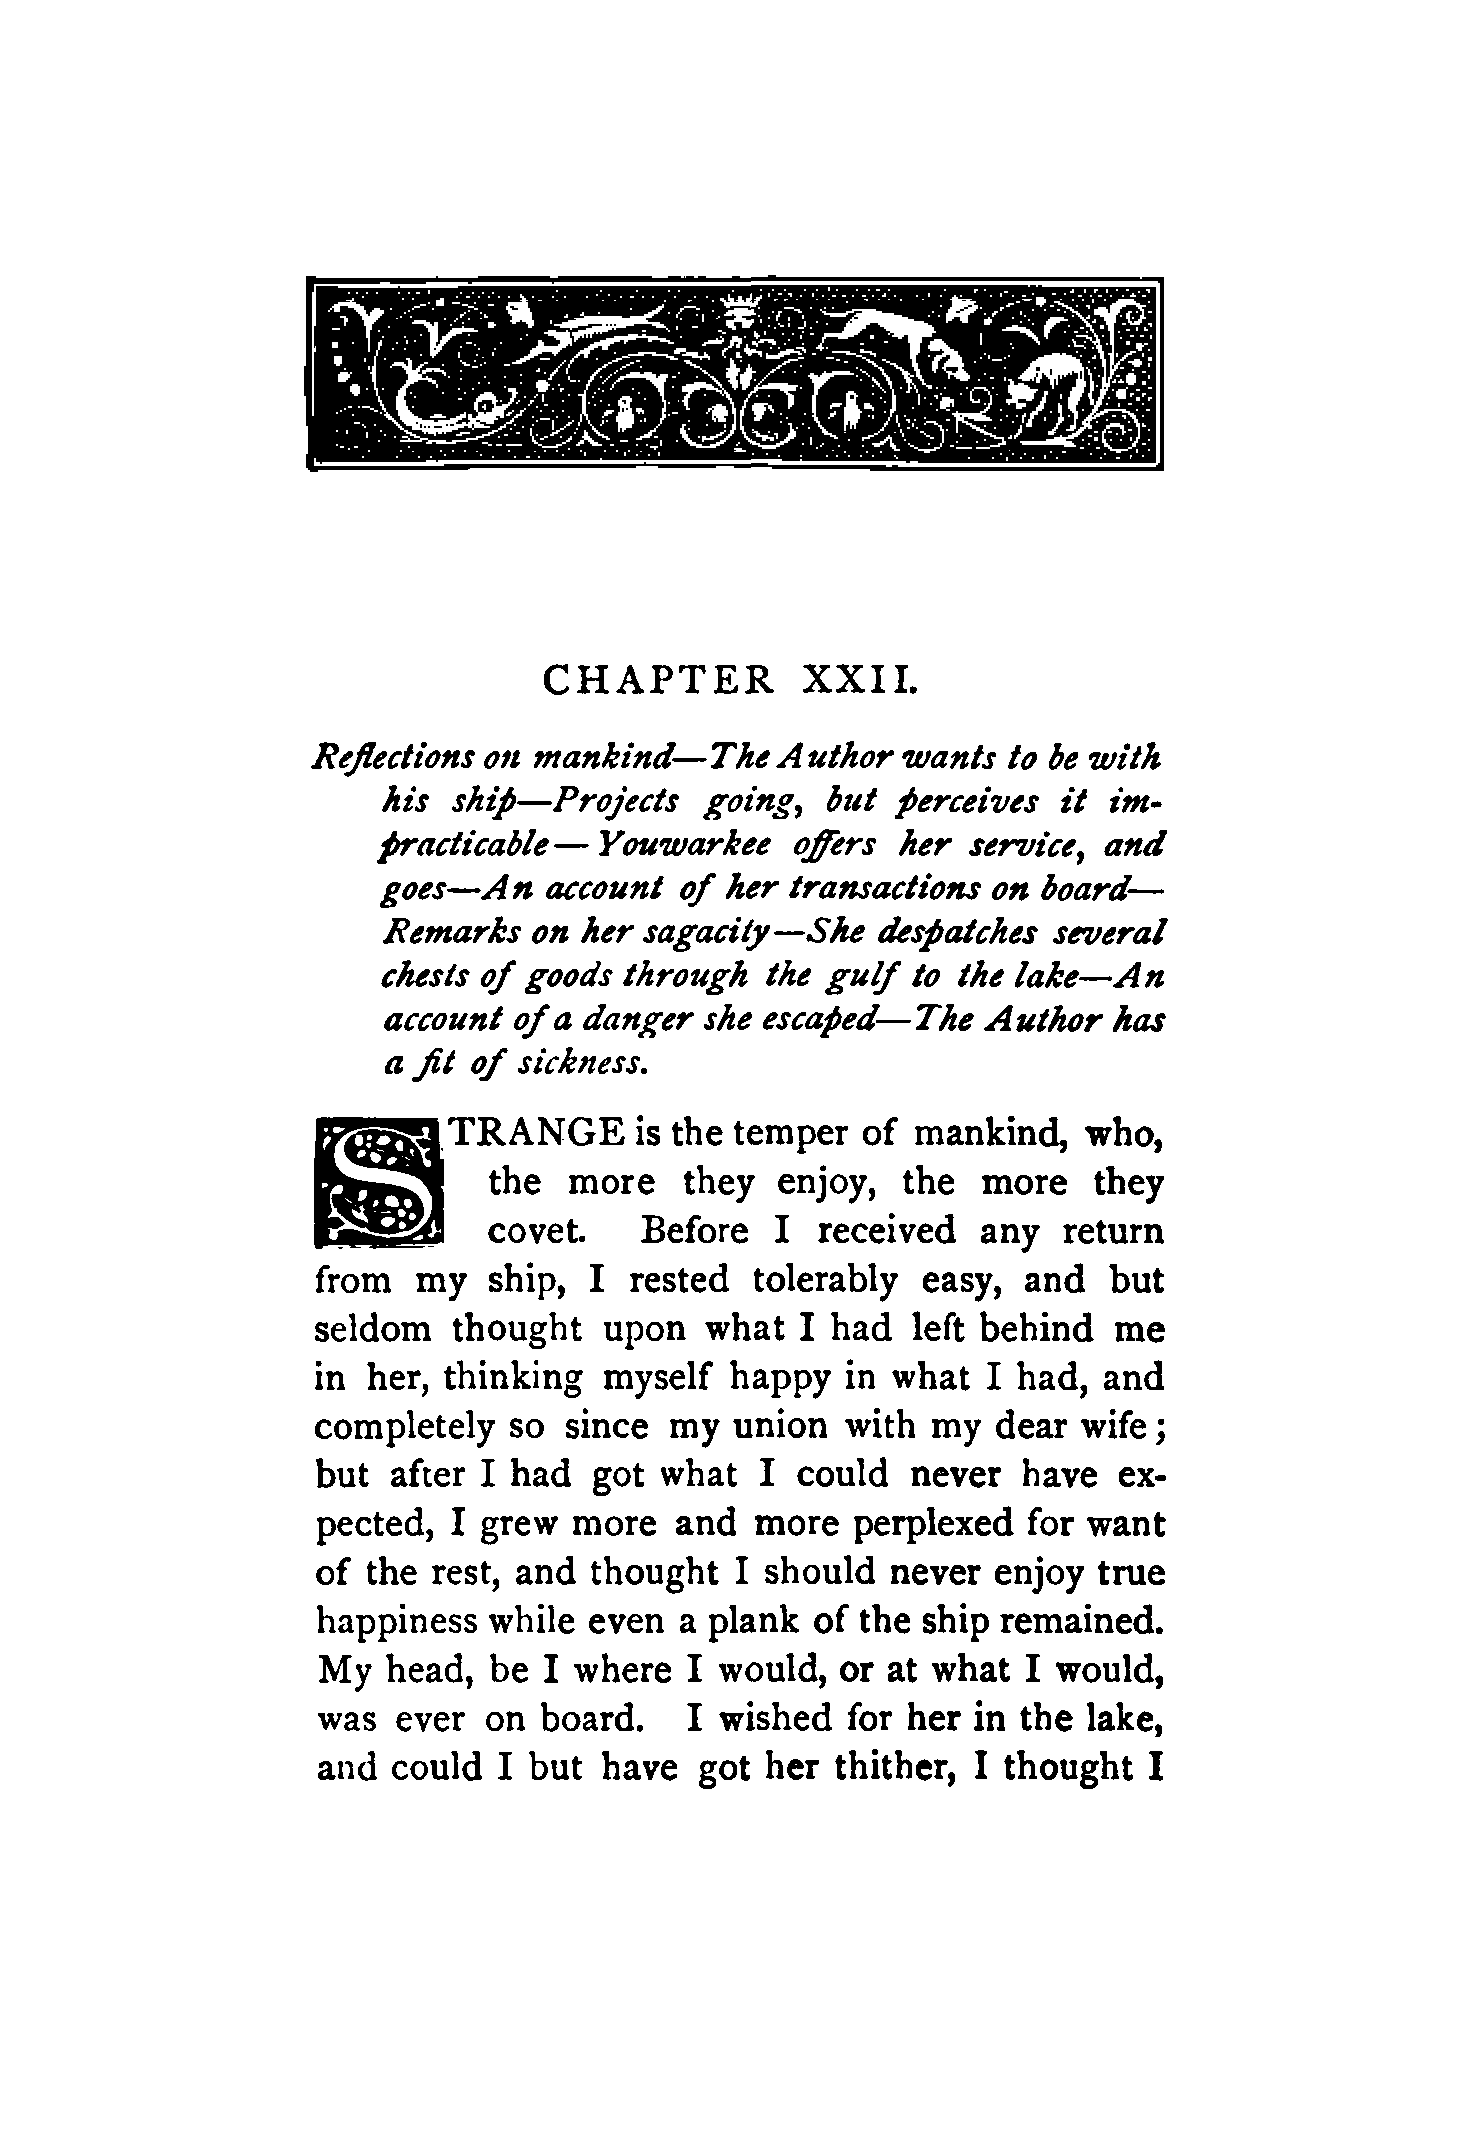 CHAPTER XXII.
Reflections on mankind—The Author wants to be with
his ship—Projects going, but perceives it im-
practicable—Youwarkee offers her service, and
goes—An account of her transactions on board—
Remarks on her sagacity—She despatches several
chests of goods through the gulf to the lake—An
account of a danger she escaped—The Author has
a fit of sickness.
STRANGE is the temper of mankind, who,
the more they enjoy, the more they
covet. Before I received any return
from my ship, I rested tolerably easy, and but
seldom thought upon what I had left behind me
in her, thinking myself happy in what I had, and
completely so since my union with my dear wife;
but after I had got what I could never have ex-
pected, I grew more and more perplexed for want
of the rest, and thought I should never enjoy true
happiness while even a plank of the ship remained.
My head, be I where I would, or at what I would,
was ever on board. I wished for her in the lake,
and could I but have got her thither, I thought I